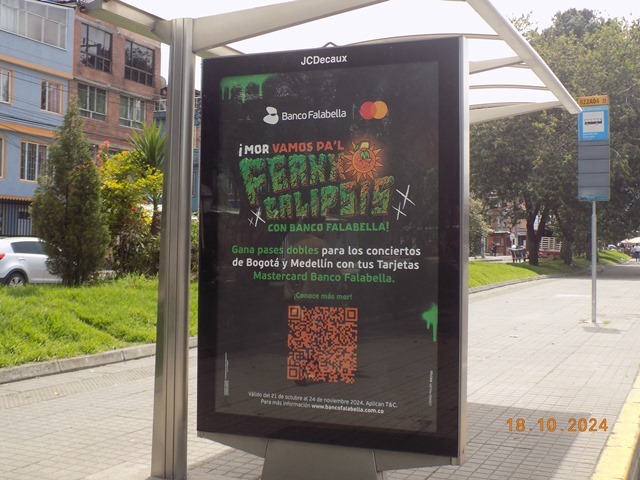 JCDecaux
Banco Falabella
¡MOR VAMOS PA'L
FERXXO
CALIPSIS
CON BANCO FALABELLA!
Gana pases dobles para los conciertos
de Bogotá y Medellín con tus Tarjetas
Mastercard Banco Falabella.
¡Conoce más mor!
Válido del 21 de octubre al 24 de noviembre 2024. Aplican T&C.
Para más información www.bancofalabella.com.co
18.10.2024